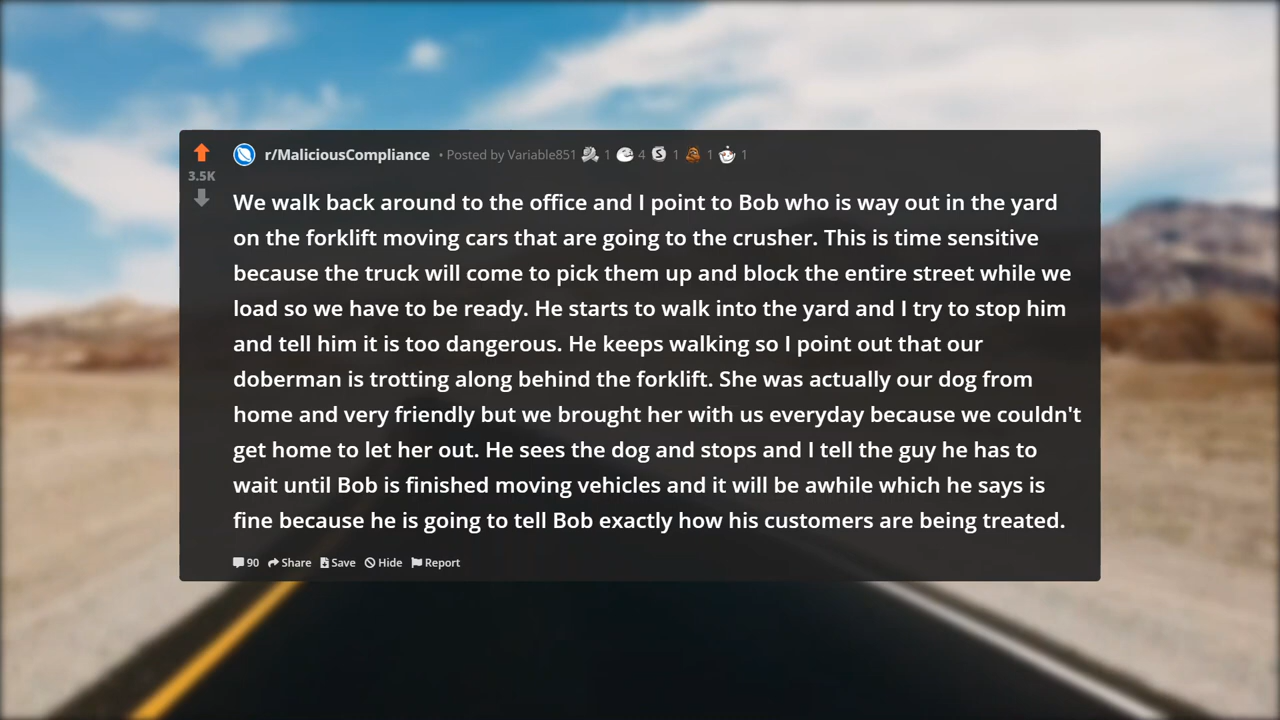 r/MaliciousCompliance • Posted by Variable851 1 4 1 1 1
3.5K
We walk back around to the office and I point to Bob who is way out in the yard
on the forklift moving cars that are going to the crusher. This is time sensitive
because the truck will come to pick them up and block the entire street while we
load so we have to be ready. He starts to walk into the yard and I try to stop him
and tell him it is too dangerous. He keeps walking so I point out that our
doberman is trotting along behind the forklift. She was actually our dog from
home and very friendly but we brought her with us everyday because we couldn't
get home to let her out. He sees the dog and stops and I tell the guy he has to
wait until Bob is finished moving vehicles and it will be awhile which he says is
fine because he is going to tell Bob exactly how his customers are being treated.
90 Share Save Hide Report